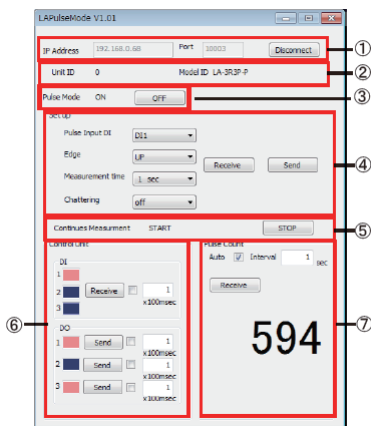 LAPulseMode V1.01
IP Address 192.168.0.68 Port 10003 Disconnect ①
Unit ID 0 Model ID LA-3R3P-P ②
Pulse Mode ON OFF ③
Set up
Pulse Input DI DI1
Edge UP Receive Send ④
Measurement time 1 sec
Chattering off
Continues Measurment START STOP ⑤
Control Unit
DI
1
2 Receive 1
x100msec
3
DO
1 Send 1
x100msec
2 Send 1
x100msec
3 Send 1
x100msec
⑥
Pulse Count
Auto Interval 1 sec
Receive
594
⑦